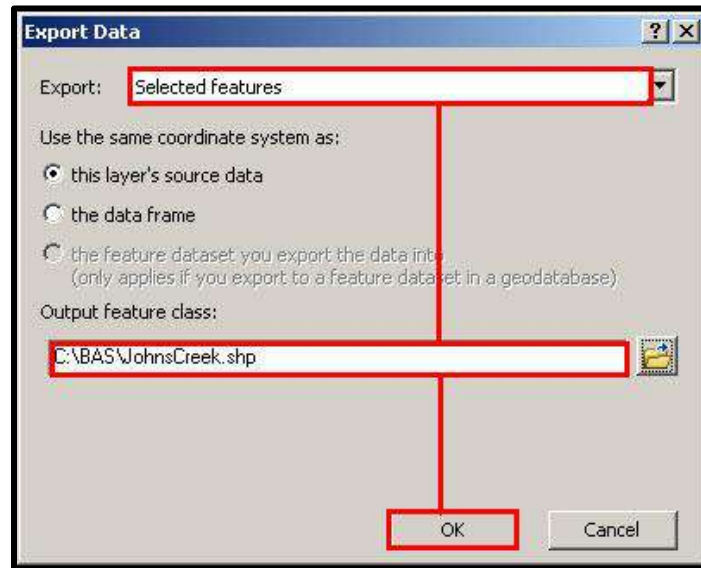 Export Data
Export: Selected features
Use the same coordinate system as:
this layer's source data
the data frame
the feature dataset you export the data into
(only applies if you export to a feature dataset in a geodatabase)
Output feature class:
C:\BAS\JohnsCreek.shp
OK Cancel